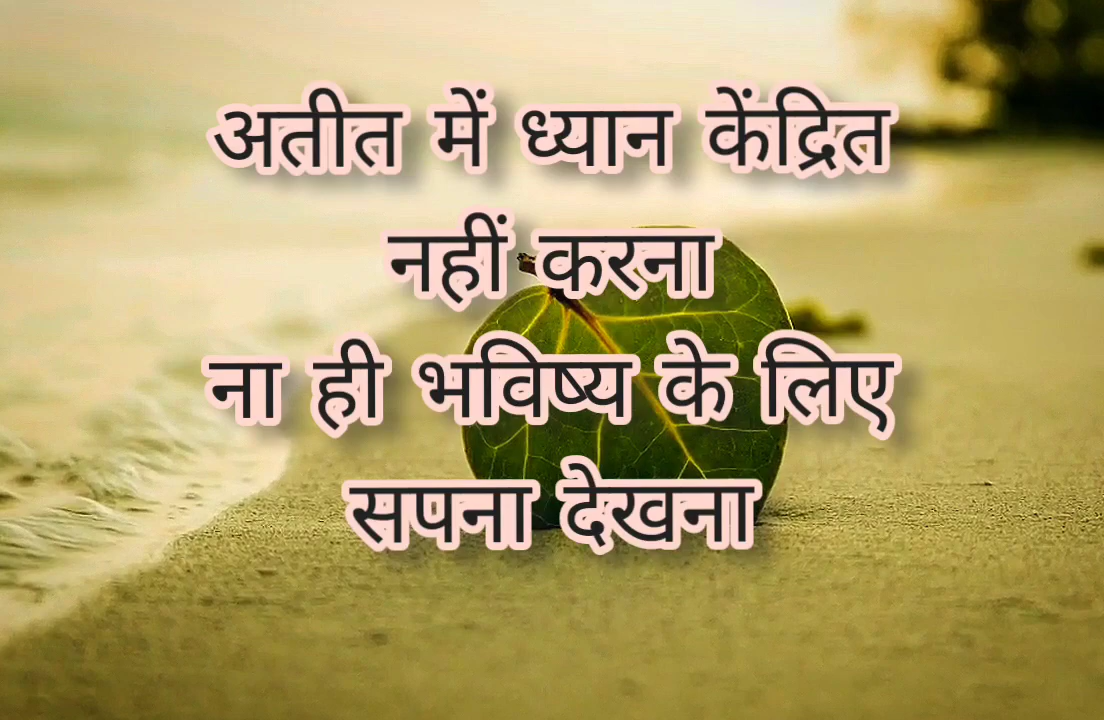 अतीत में ध्यान केंद्रित
नहीं करना
ना ही भविष्य के लिए
सपना देखना